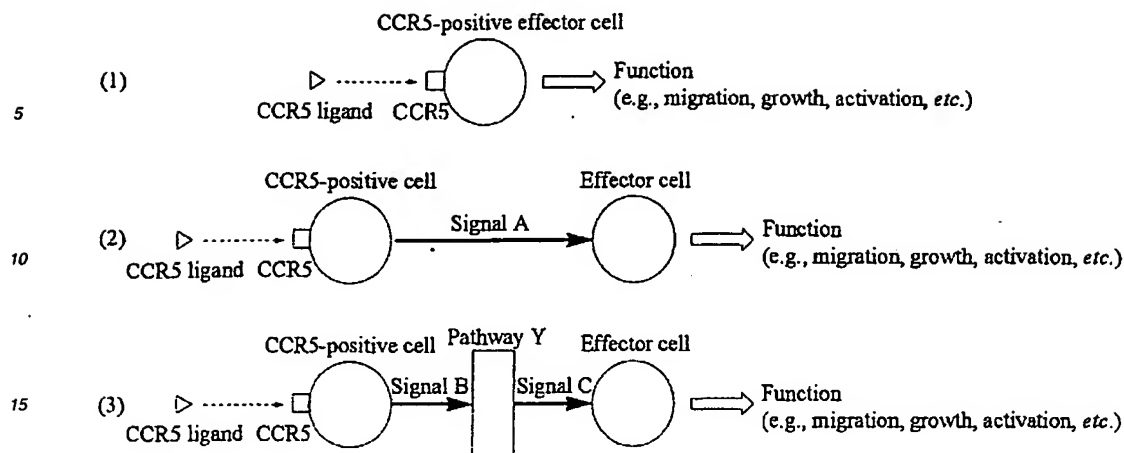 CCR5-positive effector cell
(1)
Function
(e.g., migration, growth, activation, etc.)
CCR5 ligand CCR5
5
CCR5-positive cell Effector cell
Signal A
(2)
Function
(e.g., migration, growth, activation, etc.)
CCR5 ligand CCR5
10
CCR5-positive cell Pathway Y Effector cell
Signal B Signal C
15
(3)
Function
(e.g., migration, growth, activation, etc.)
CCR5 ligand CCR5